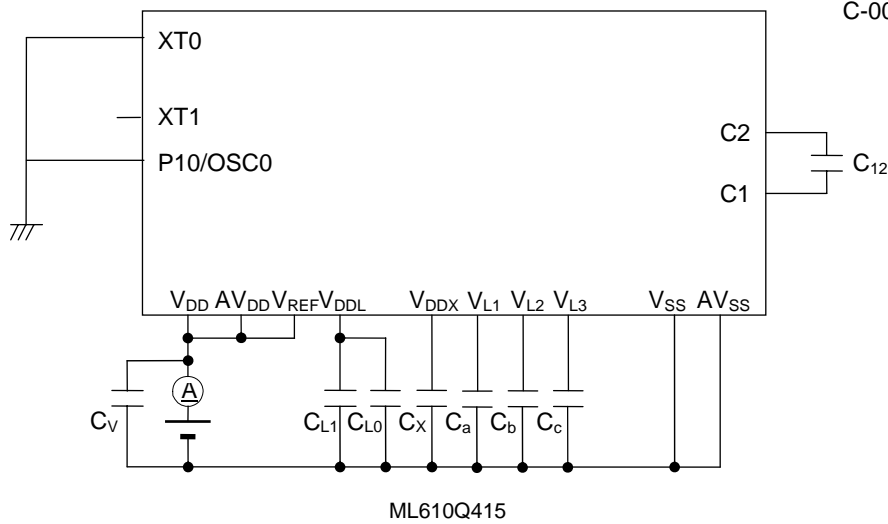 C-00
XT0
XT1
P10/OSC0
C2
C1
C12
VDD AVDD VREF VDDL VDDX VL1 VL2 VL3 VSS AVSS
A
CV CL1 CL0 CX Ca Cb Cc
ML610Q415